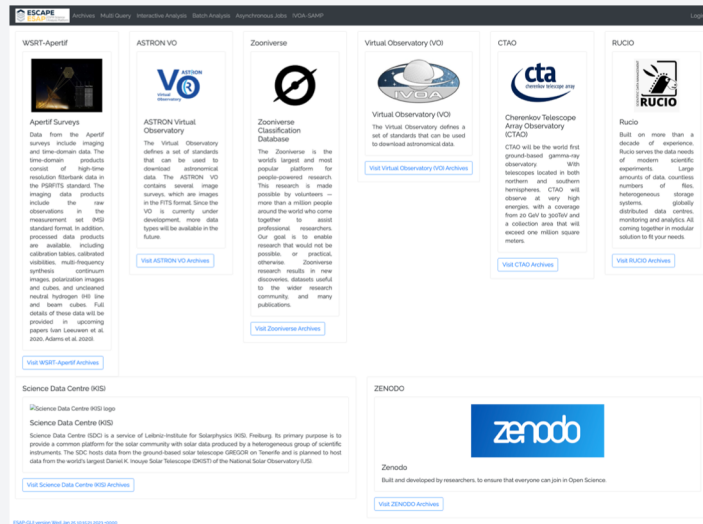 ESCAPE
Archives Multi Query Interactive Analysis Batch Analysis Asynchronous Jobs IVOA-SAMP
WSRT-Apertif
Apertif Surveys
Data from the Apertif
surveys include imaging
and time-domain data. The
time-domain products
consist of high-time
resolution filterbank data in
the PSRFITS standard. The
imaging data products
include the raw
observations in the
measurement set (MS)
standard format. In addition,
processed data products
are available, including
calibration tables, calibrated
visibilities, multi-frequency
synthesis continuum
images, polarization images
and cubes, and uncleaned
neutral hydrogen (HI) line
and beam cubes. Full
details of these data will be
provided in upcoming
papers (van Leeuwen et al.
2020, Adams et al. 2020).
Visit WSRT-Apertif Archives
ASTRON VO
ASTRON
virtual
observatory
ASTRON Virtual
Observatory
The Virtual Observatory
defines a set of standards
that can be used to
download astronomical
data. The ASTRON VO
contains several image
surveys, which are images
in the FITS format. Since the
VO is currently under
development, more data
types will be available in the
future.
Visit ASTRON VO Archives
Zooniverse
Zooniverse
Classification
Database
The Zooniverse is the
world's largest and most
popular platform for
people-powered research.
This research is made
possible by volunteers —
more than a million people
around the world who come
together to assist
professional researchers.
Our goal is to enable
research that would not be
possible, or practical,
otherwise. Zooniverse
research results in new
discoveries, datasets useful
to the wider research
community, and many
publications.
Visit Zooniverse Archives
Virtual Observatory (VO)
IVOA
Virtual Observatory (VO)
The Virtual Observatory defines a
set of standards that can be used
to download astronomical data
Visit Virtual Observatory (VO) Archives
CTAO
cta
cherenkov telescope array
Cherenkov Telescope
Array Observatory
(CTAO)
CTAO will be the world first
ground-based gamma-ray
observatory. With
telescopes located in both
northern and southern
hemispheres, CTAO will
observe at very high
energies, with a coverage
from 20 GeV to 300TeV and
a collection area that will
exceed one million square
meters.
Visit CTAO Archives
RUCIO
RUCIO
Rucio
Built on more than a
decade of experience,
Rucio serves the data needs
of modern scientific
experiments. Large
amounts of data, countless
numbers of files,
heterogeneous storage
systems, globally
distributed data centres,
monitoring and analytics. All
coming together in a modern
solution to fit your needs.
Visit RUCIO Archives
Science Data Centre (KIS)
Science Data Centre (KIS) logo
Science Data Centre (KIS)
Science Data Centre (SDC) is a service of Leibniz-Institute for Solarphysics (KIS), Freiburg. Its primary purpose is to
provide a common platform for the solar community with solar data produced by a heterogeneous group of scientific
instruments. The SDC hosts data from the ground-based solar telescope GREGOR on Tenerife and is planned to host
data from the world's largest Daniel K. Inouye Solar Telescope (DKIST) of the National Solar Observatory (US).
Visit Science Data Centre (KIS) Archives
ZENODO
zenodo
Zenodo
Built and developed by researchers, to ensure that everyone can join in Open Science.
Visit ZENODO Archives